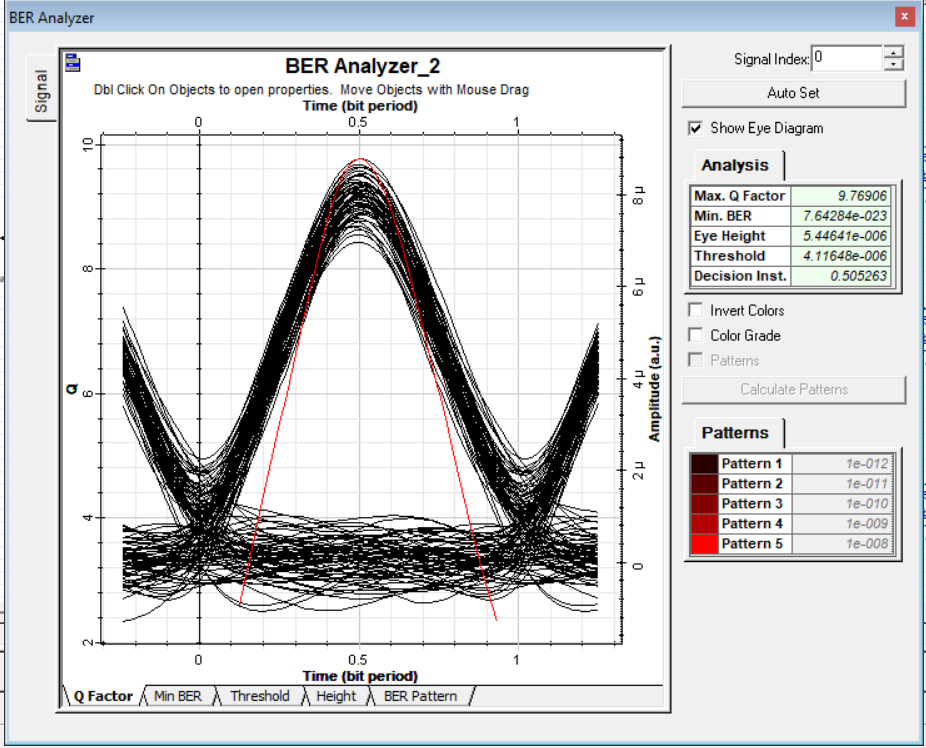 BER Analyzer
x
Signal
BER Analyzer_2
Dbl Click On Objects to open properties. Move Objects with Mouse Drag
Time (bit period)
0 0.5 1
10
8
6
4
2
Q
8 µ
6 µ
4 µ
2 µ
0
Amplitude (a.u.)
0 0.5 1
Time (bit period)
Q Factor Min BER Threshold Height BER Pattern
Signal Index: 0
Auto Set
Show Eye Diagram
Analysis
Max. Q Factor 9.76906
Min. BER 7.64284e-023
Eye Height 5.44641e-006
Threshold 4.11648e-006
Decision Inst. 0.505263
Invert Colors
Color Grade
Patterns
Calculate Patterns
Patterns
Pattern 1 1e-012
Pattern 2 1e-011
Pattern 3 1e-010
Pattern 4 1e-009
Pattern 5 1e-008